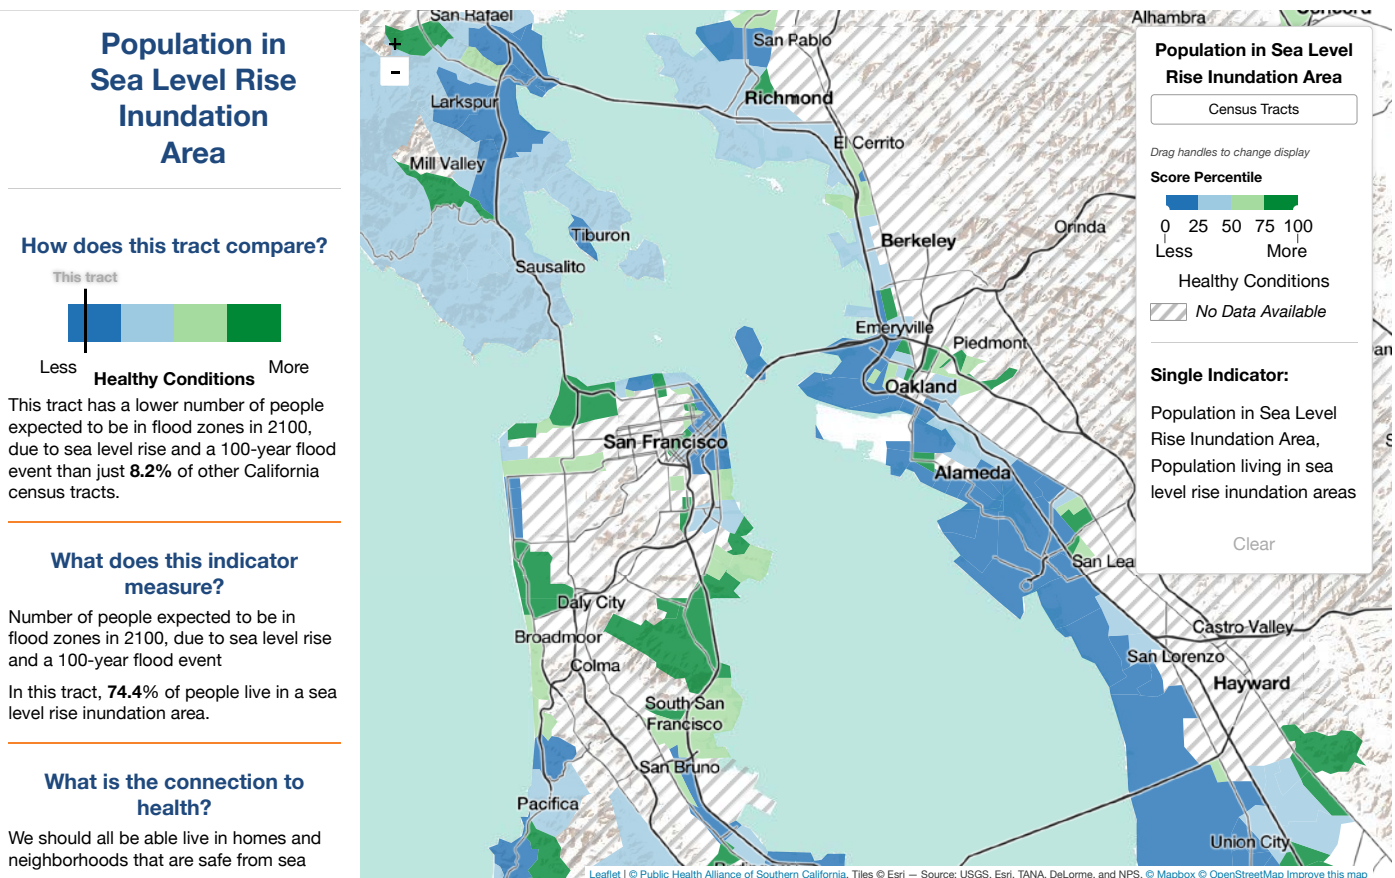 Population in
Sea Level Rise
Inundation
Area
How does this tract compare?
This tract
Less
More
Healthy Conditions
This tract has a lower number of people
expected to be in flood zones in 2100,
due to sea level rise and a 100-year flood
event than just 8.2% of other California
census tracts.
What does this indicator
measure?
Number of people expected to be in
flood zones in 2100, due to sea level rise
and a 100-year flood event
In this tract, 74.4% of people live in a sea
level rise inundation area.
What is the connection to
health?
We should all be able live in homes and
neighborhoods that are safe from sea
+
-
San Rafael
Larkspur
Mill Valley
Tiburon
Sausalito
San Pablo
Richmond
El Cerrito
Berkeley
Orinda
Alhambra
Concord
Emeryville
Piedmont
Oakland
San Francisco
Alameda
San Lea
Daly City
Broadmoor
Colma
South San
Francisco
San Bruno
Pacifica
Castro Valley
San Lorenzo
Hayward
Union City
Population in Sea Level
Rise Inundation Area
Census Tracts
Drag handles to change display
Score Percentile
0 25 50 75 100
Less More
Healthy Conditions
No Data Available
Single Indicator:
Population in Sea Level
Rise Inundation Area,
Population living in sea
level rise inundation areas
Clear
Leaflet | © Public Health Alliance of Southern California, Tiles © Esri — Source: USGS, Esri, TANA, DeLorme, and NPS, © Mapbox © OpenStreetMap Improve this map